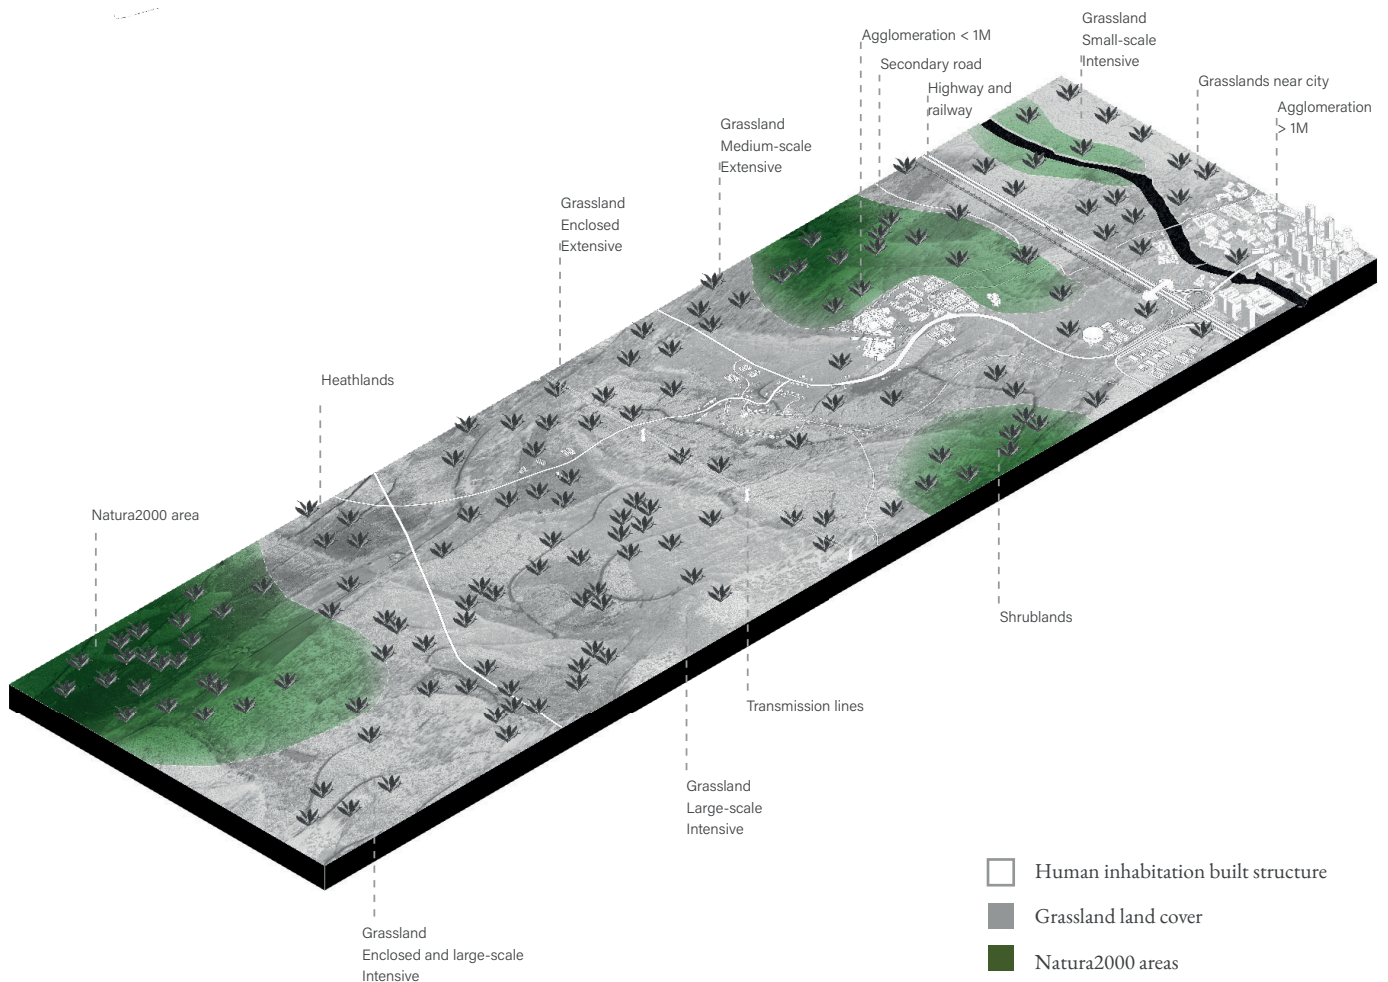 Grassland
Small-scale
Intensive
Agglomeration < 1M
Secondary road
Highway and
railway
Grasslands near city
Agglomeration
> 1M
Grassland
Medium-scale
Extensive
Grassland
Enclosed
Extensive
Heathlands
Natura2000 area
Shrublands
Transmission lines
Grassland
Large-scale
Intensive
Grassland
Enclosed and large-scale
Intensive
Human inhabitation built structure
Grassland land cover
Natura2000 areas